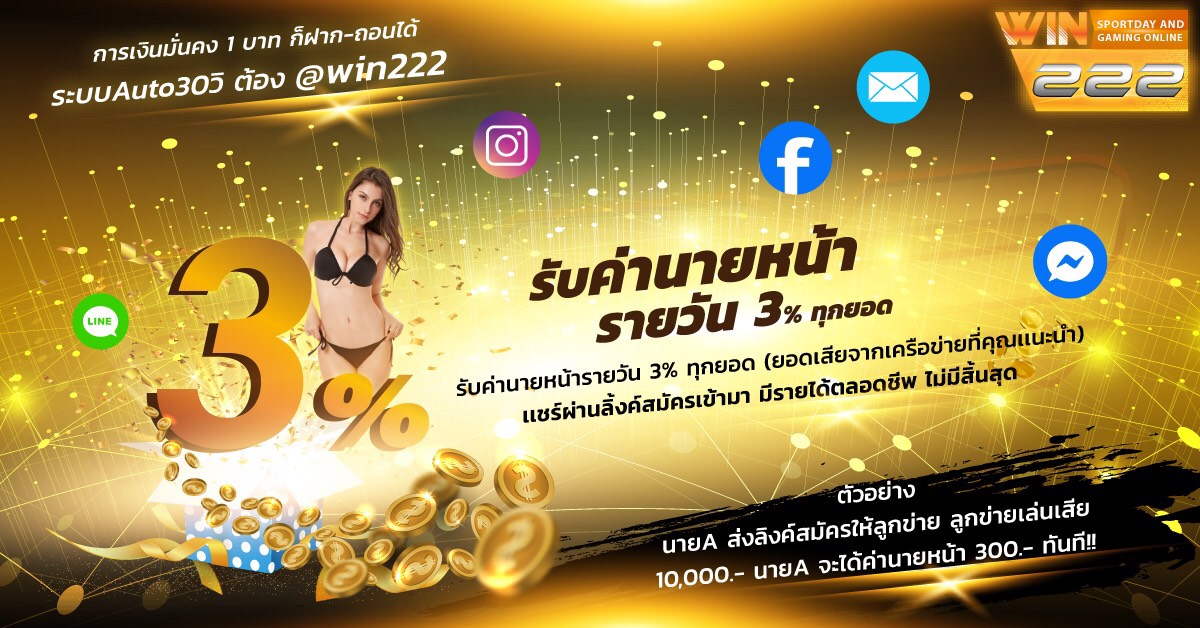 การเงินมั่นคง 1 บาท ก็ฝาก-ถอนได้
ระบบAuto30วิ ต้อง @win222
WIN SPORTDAY AND
GAMING ONLINE
222
LINE
3%
รับค่านายหน้า
รายวัน 3% ทุกยอด
รับค่านายหน้ารายวัน 3% ทุกยอด (ยอดเสียจากเครือข่ายที่คุณแนะนำ)
แชร์ผ่านลิ้งค์สมัครเข้ามา มีรายได้ตลอดชีพ ไม่มีสิ้นสุด
ตัวอย่าง
นายA ส่งลิงค์สมัครให้ลูกข่าย ลูกข่ายเล่นเสีย
10,000.- นายA จะได้ค่านายหน้า 300.- ทันที!!